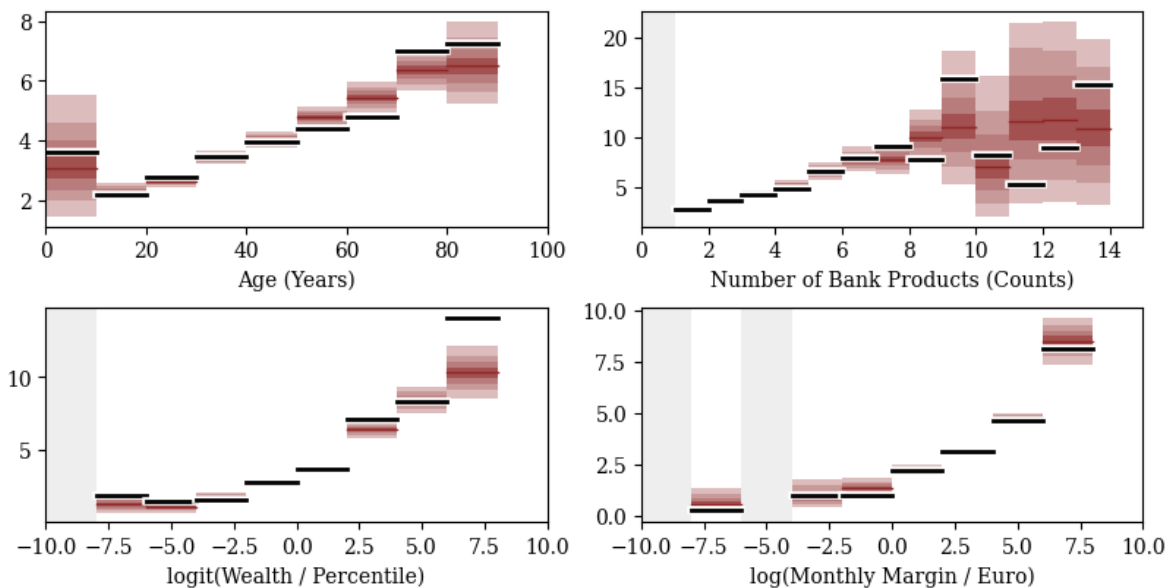 8
6
4
2
0 20 40 60 80 100
Age (Years)
20
15
10
5
0 2 4 6 8 10 12 14
Number of Bank Products (Counts)
10
5
−10.0 −7.5 −5.0 −2.5 0.0 2.5 5.0 7.5 10.0
logit(Wealth / Percentile)
10.0
7.5
5.0
2.5
0.0
−10.0 −7.5 −5.0 −2.5 0.0 2.5 5.0 7.5 10.0
log(Monthly Margin / Euro)